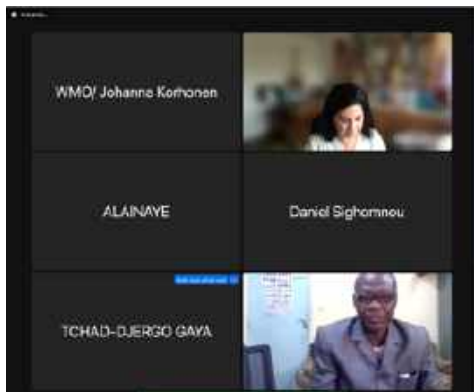 WMO/ Johanna Korhonen
ALAINAYE
Daniel Sighomnou
TCHAD-DJERGO GAYA